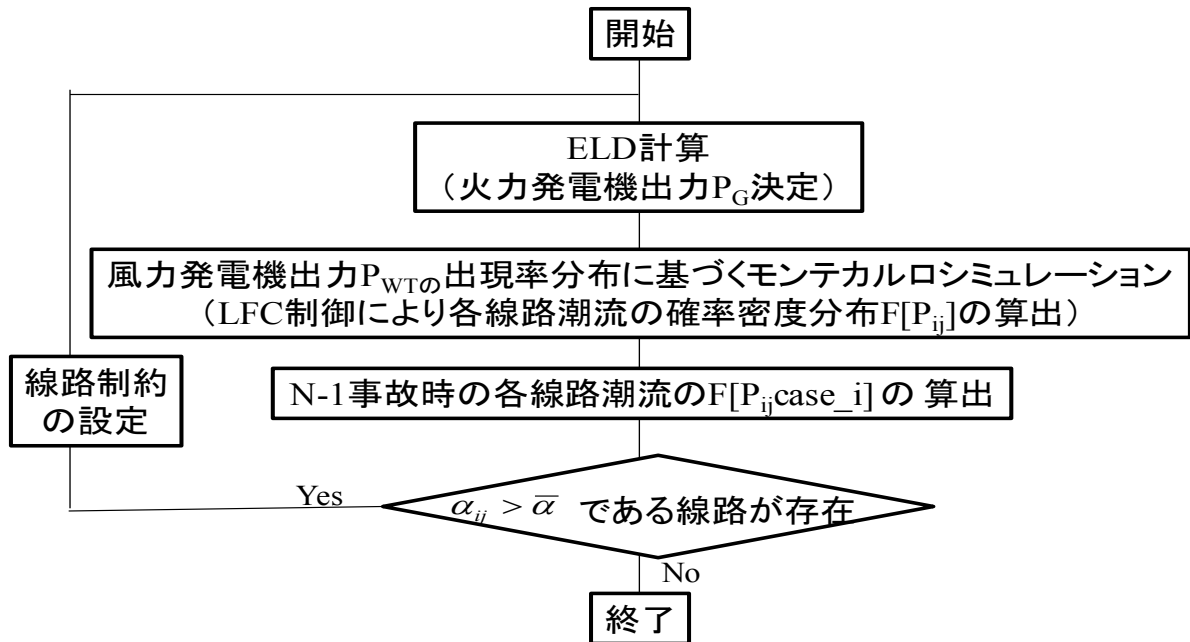 開始
ELD計算
（火力発電機出力P_G決定）
風力発電機出力P_WTの出現率分布に基づくモンテカルロシミュレーション
（LFC制御により各線路潮流の確率密度分布F[P_ij]の算出）
線路制約
の設定
N-1事故時の各線路潮流のF[P_ijcase_i] の 算出
α_ij > α̅ である線路が存在
Yes
No
終了